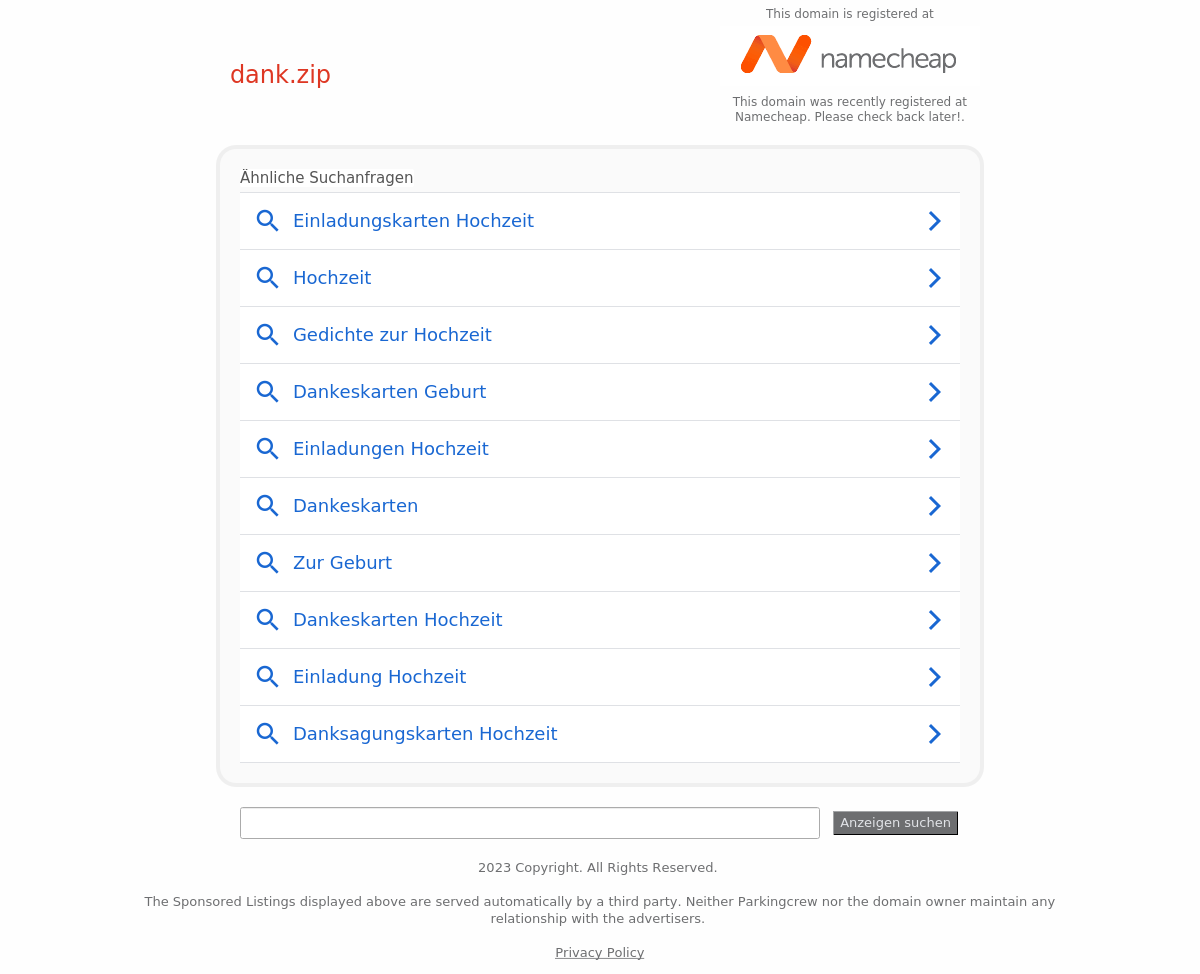 This domain is registered at
namecheap
dank.zip
This domain was recently registered at
Namecheap. Please check back later!.
Ähnliche Suchanfragen
Einladungskarten Hochzeit
Hochzeit
Gedichte zur Hochzeit
Dankeskarten Geburt
Einladungen Hochzeit
Dankeskarten
Zur Geburt
Dankeskarten Hochzeit
Einladung Hochzeit
Danksagungskarten Hochzeit
Anzeigen suchen
2023 Copyright. All Rights Reserved.
The Sponsored Listings displayed above are served automatically by a third party. Neither Parkingcrew nor the domain owner maintain any
relationship with the advertisers.
Privacy Policy